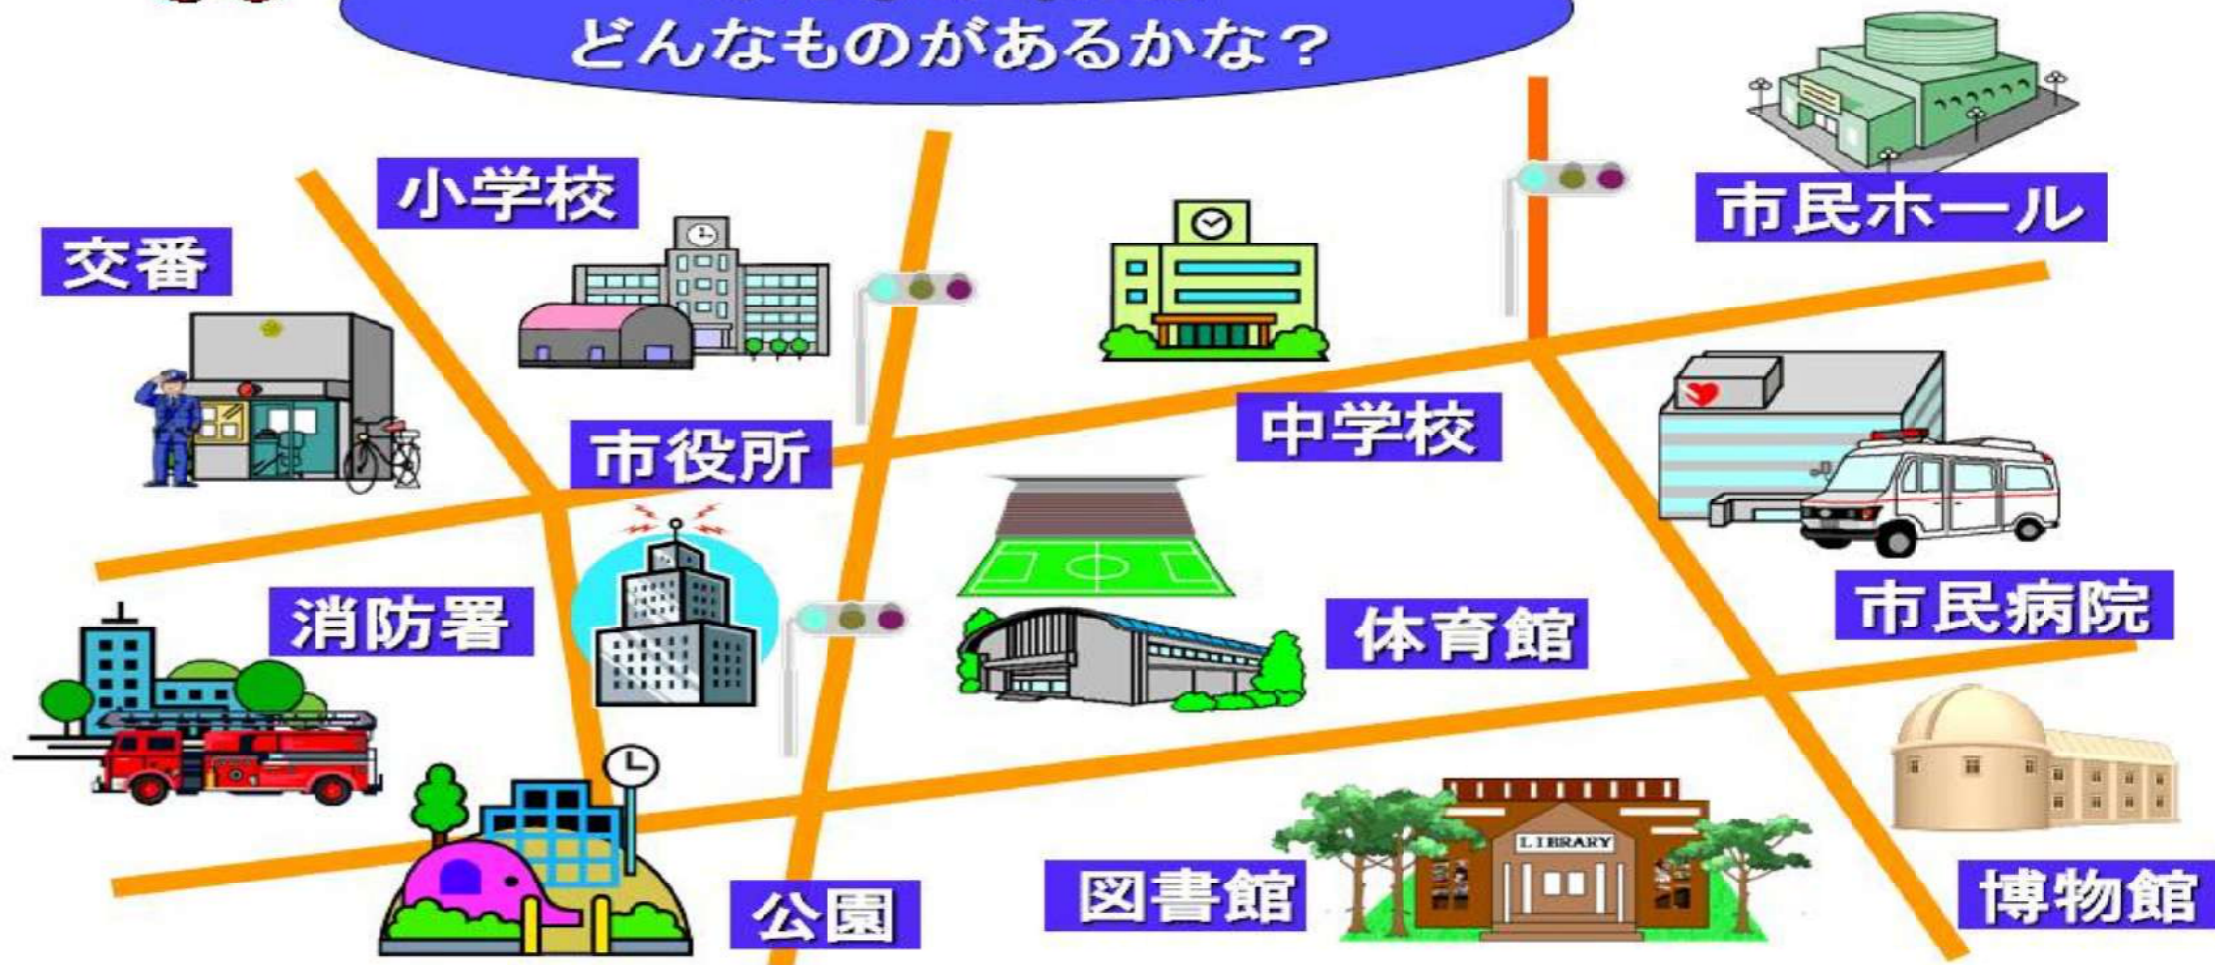 どんなものがあるかな？
小学校
市民ホール
交番
中学校
市役所
消防署
体育館
市民病院
LIBRARY
図書館
公園
博物館